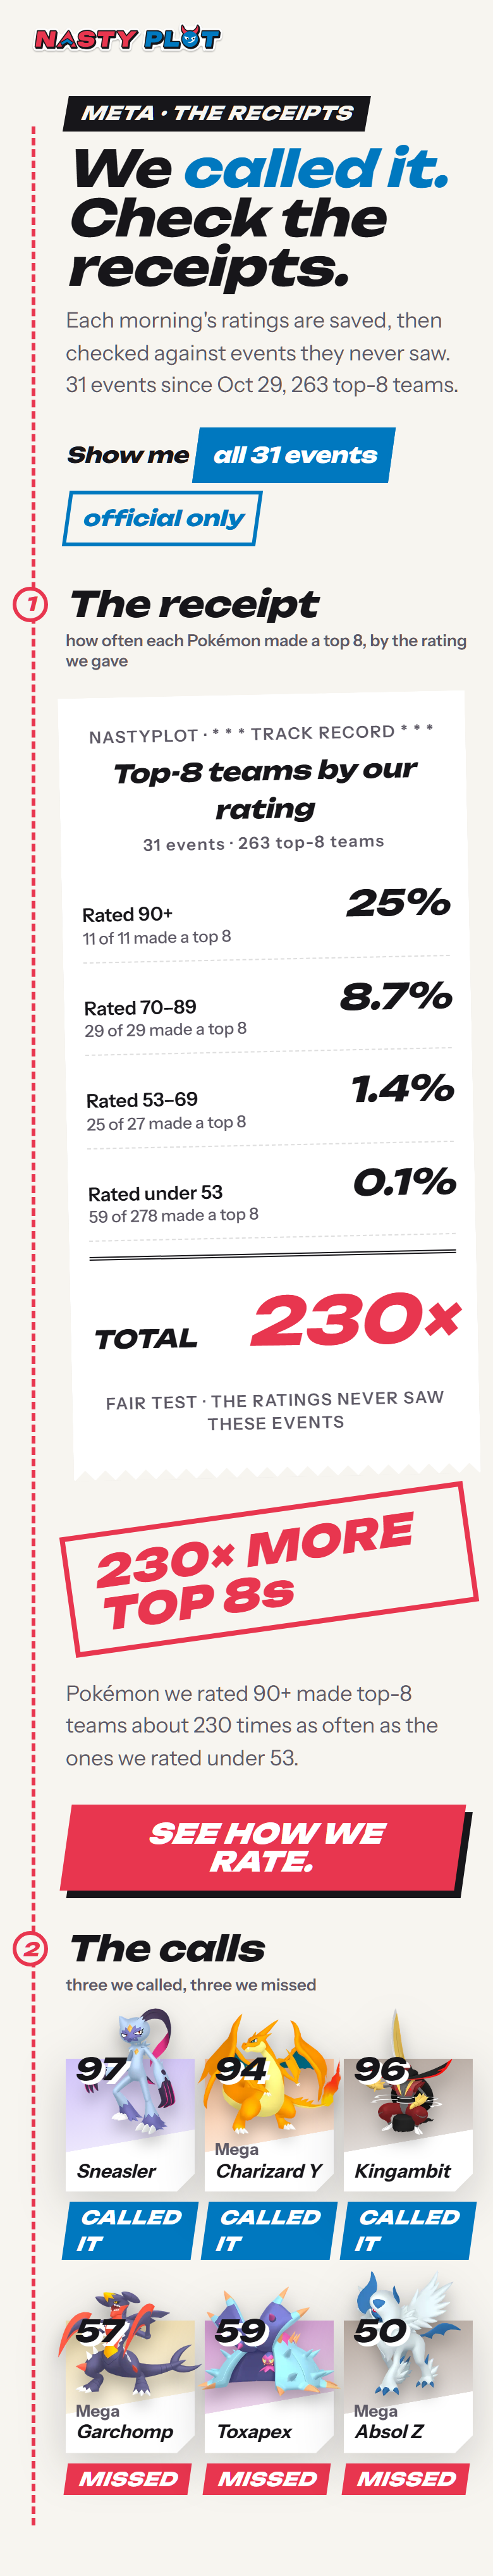 NASTY PLOT
META · THE RECEIPTS
We called it.
Check the
receipts.
Each morning's ratings are saved, then
checked against events they never saw.
31 events since Oct 29, 263 top-8 teams.
Show me all 31 events
official only
1 The receipt
how often each Pokémon made a top 8, by the rating
we gave
NASTYPLOT · * * * TRACK RECORD * * *
Top-8 teams by our
rating
31 events · 263 top-8 teams
Rated 90+ 25%
11 of 11 made a top 8
Rated 70–89 8.7%
29 of 29 made a top 8
Rated 53–69 1.4%
25 of 27 made a top 8
Rated under 53 0.1%
59 of 278 made a top 8
TOTAL 230×
FAIR TEST · THE RATINGS NEVER SAW
THESE EVENTS
230× MORE
TOP 8s
Pokémon we rated 90+ made top-8
teams about 230 times as often as the
ones we rated under 53.
SEE HOW WE
RATE.
2 The calls
three we called, three we missed
97 94 96
Mega
Sneasler Charizard Y Kingambit
CALLED CALLED CALLED
IT IT IT
57 59 50
Mega Mega
Garchomp Toxapex Absol Z
MISSED MISSED MISSED